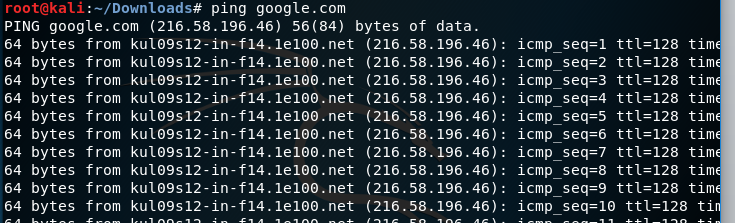 root@kali:~/Downloads# ping google.com
PING google.com (216.58.196.46) 56(84) bytes of data.
64 bytes from kul09s12-in-f14.1e100.net (216.58.196.46): icmp_seq=1 ttl=128 time
64 bytes from kul09s12-in-f14.1e100.net (216.58.196.46): icmp_seq=2 ttl=128 time
64 bytes from kul09s12-in-f14.1e100.net (216.58.196.46): icmp_seq=3 ttl=128 time
64 bytes from kul09s12-in-f14.1e100.net (216.58.196.46): icmp_seq=4 ttl=128 time
64 bytes from kul09s12-in-f14.1e100.net (216.58.196.46): icmp_seq=5 ttl=128 time
64 bytes from kul09s12-in-f14.1e100.net (216.58.196.46): icmp_seq=6 ttl=128 time
64 bytes from kul09s12-in-f14.1e100.net (216.58.196.46): icmp_seq=7 ttl=128 time
64 bytes from kul09s12-in-f14.1e100.net (216.58.196.46): icmp_seq=8 ttl=128 time
64 bytes from kul09s12-in-f14.1e100.net (216.58.196.46): icmp_seq=9 ttl=128 time
64 bytes from kul09s12-in-f14.1e100.net (216.58.196.46): icmp_seq=10 ttl=128 tim